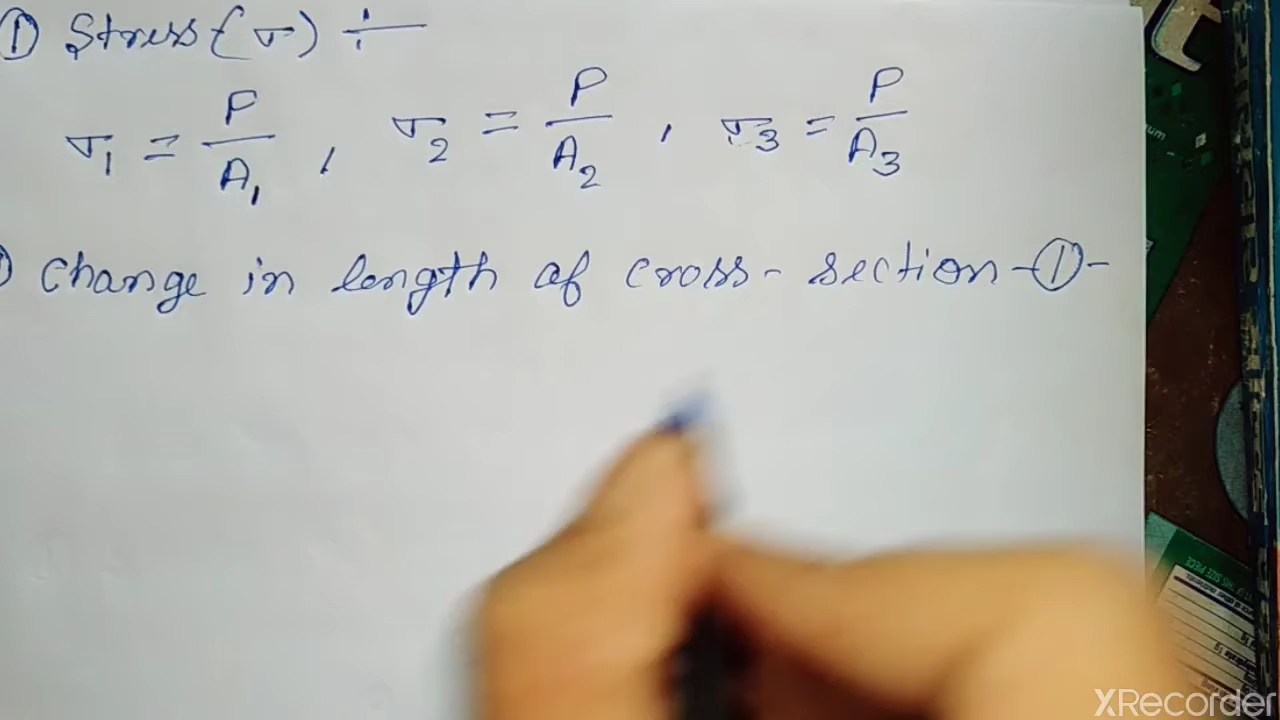 ① Stress (σ) ÷
σ1 = P/A1 , σ2 = P/A2 , σ3 = P/A3
Change in length of cross-section-①-
XRecorder